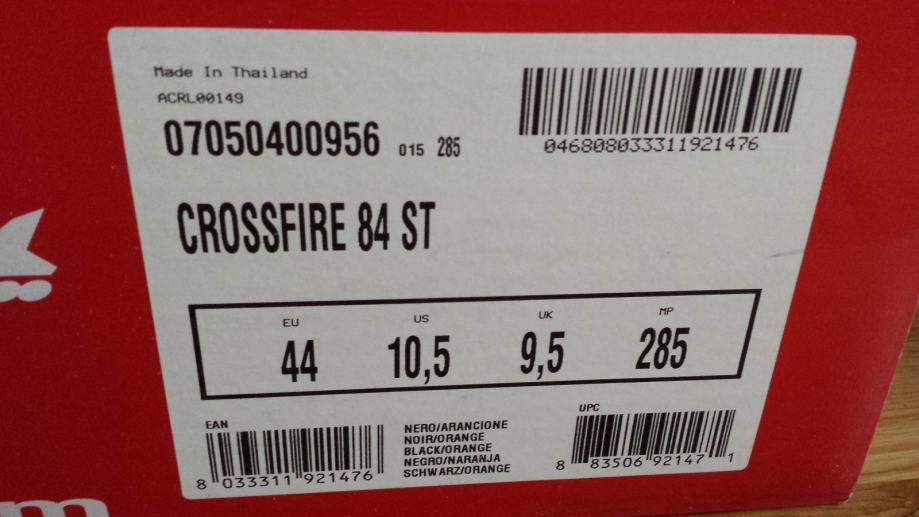 Made In Thailand
ACRL00149
07050400956 015 285
046808033311921476
CROSSFIRE 84 ST
EU US UK MP
44 10,5 9,5 285
EAN
8 033311 921476
NERO/ARANCIONE
NOIR/ORANGE
BLACK/ORANGE
NEGRO/NARANJA
SCHWARZ/ORANGE
UPC
8 83506 92147 1